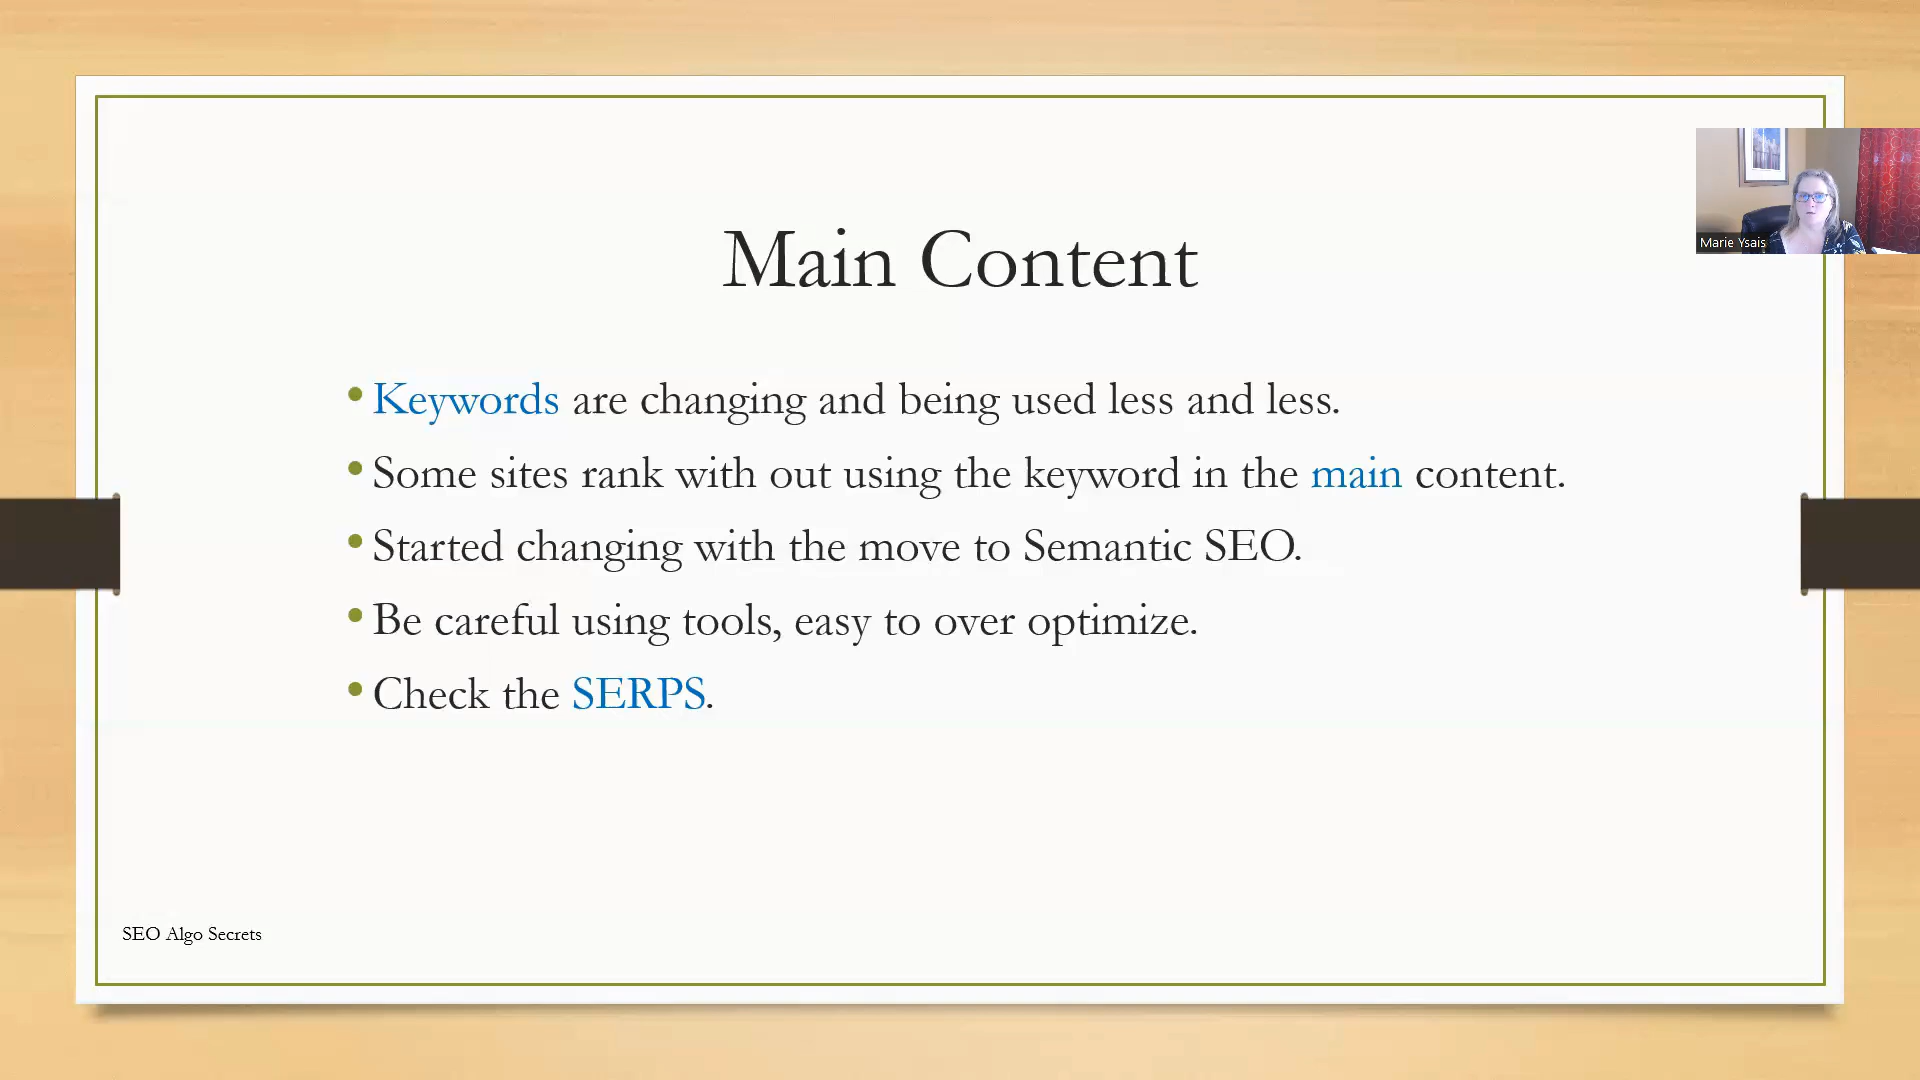 Main Content
Marie Ysais
• Keywords are changing and being used less and less.
• Some sites rank with out using the keyword in the main content.
• Started changing with the move to Semantic SEO.
• Be careful using tools, easy to over optimize.
• Check the SERPS.
SEO Algo Secrets